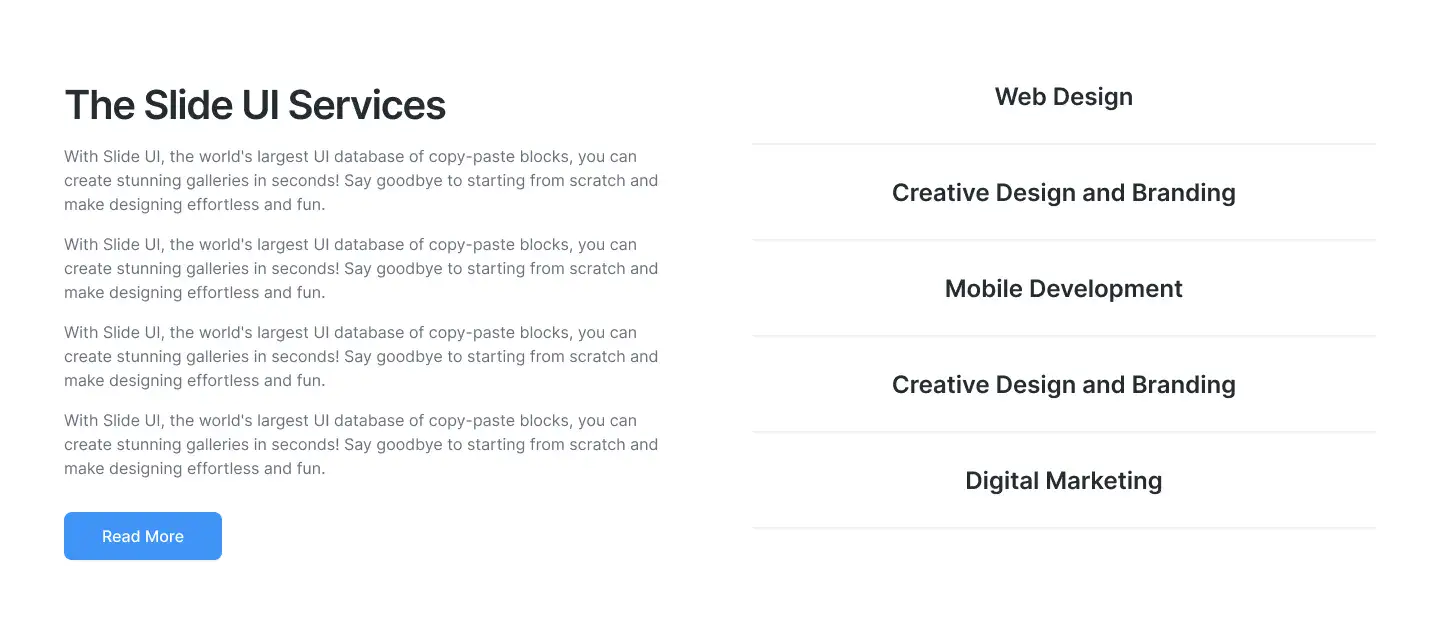 The Slide UI Services
With Slide UI, the world's largest UI database of copy-paste blocks, you can
create stunning galleries in seconds! Say goodbye to starting from scratch and
make designing effortless and fun.
With Slide UI, the world's largest UI database of copy-paste blocks, you can
create stunning galleries in seconds! Say goodbye to starting from scratch and
make designing effortless and fun.
With Slide UI, the world's largest UI database of copy-paste blocks, you can
create stunning galleries in seconds! Say goodbye to starting from scratch and
make designing effortless and fun.
With Slide UI, the world's largest UI database of copy-paste blocks, you can
create stunning galleries in seconds! Say goodbye to starting from scratch and
make designing effortless and fun.
Read More
Web Design
Creative Design and Branding
Mobile Development
Creative Design and Branding
Digital Marketing